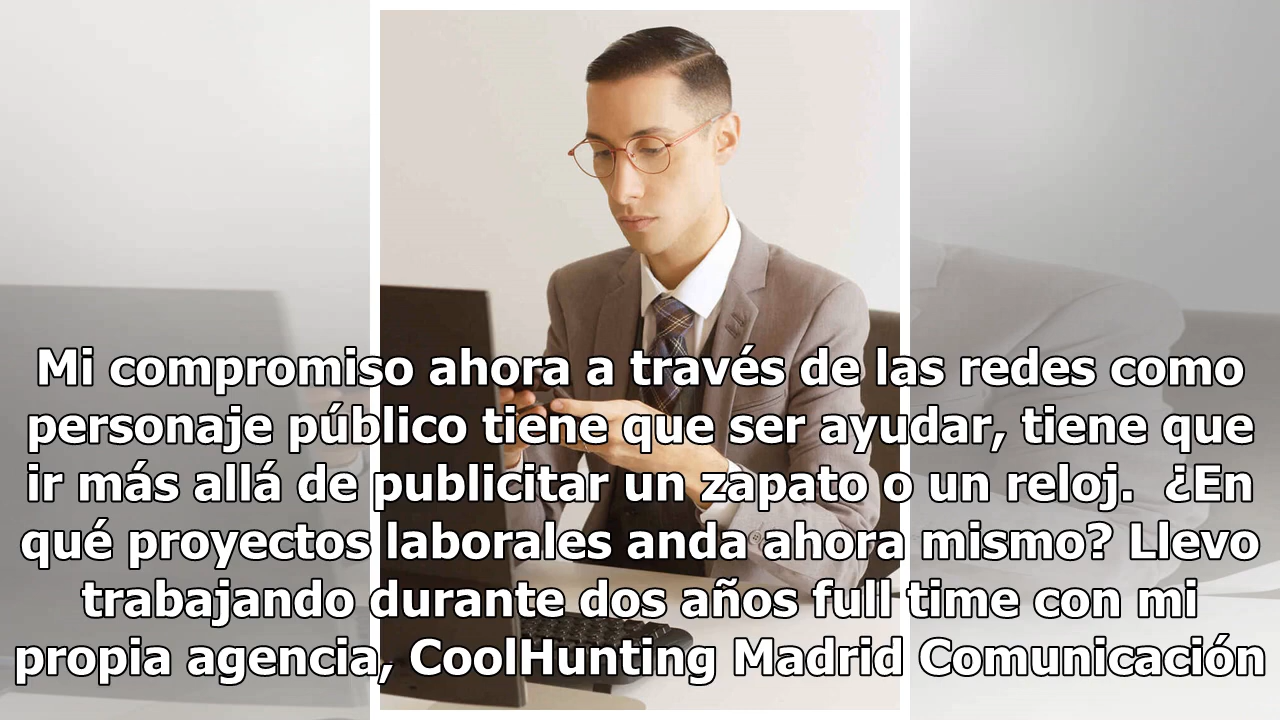 Mi compromiso ahora a través de las redes como
personaje público tiene que ser ayudar, tiene que
ir más allá de publicitar un zapato o un reloj.  ¿En
qué proyectos laborales anda ahora mismo? Llevo
trabajando durante dos años full time con mi
propia agencia, CoolHunting Madrid Comunicación